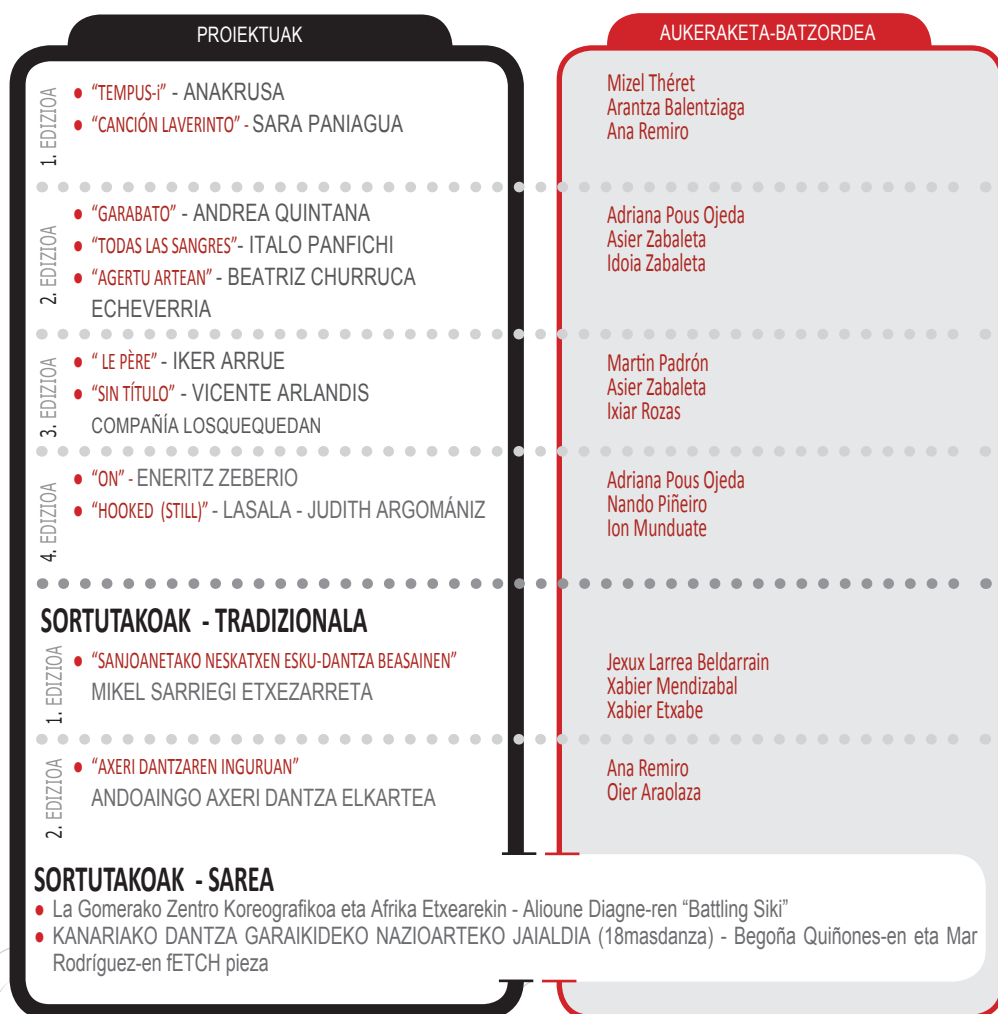 PROIEKTUAK
AUKERAKETA-BATZORDEA
1. EDIZIOA
● “TEMPUS-i” - ANAKRUSA
● “CANCIÓN LAVERINTO” - SARA PANIAGUA
Mizel Théret
Arantza Balentziaga
Ana Remiro
2. EDIZIOA
● “GARABATO” - ANDREA QUINTANA
● “TODAS LAS SANGRES”- ITALO PANFICHI
● “AGERTU ARTEAN” - BEATRIZ CHURRUCA
ECHEVERRIA
Adriana Pous Ojeda
Asier Zabaleta
Idoia Zabaleta
3. EDIZIOA
● “ LE PÈRE” - IKER ARRUE
● “SIN TÍTULO” - VICENTE ARLANDIS
COMPAÑÍA LOSQUEQUEDAN
Martin Padrón
Asier Zabaleta
Ixiar Rozas
4. EDIZIOA
● “ON” - ENERITZ ZEBERIO
● “HOOKED (STILL)” - LASALA - JUDITH ARGOMÁNIZ
Adriana Pous Ojeda
Nando Piñeiro
Ion Munduate
SORTUTAKOAK - TRADIZIONALA
1. EDIZIOA
● “SANJOANETAKO NESKATXEN ESKU-DANTZA BEASAINEN”
MIKEL SARRIEGI ETXEZARRETA
Jexux Larrea Beldarrain
Xabier Mendizabal
Xabier Etxabe
2. EDIZIOA
● “AXERI DANTZAREN INGURUAN”
ANDOAINGO AXERI DANTZA ELKARTEA
Ana Remiro
Oier Araolaza
SORTUTAKOAK - SAREA
● La Gomerako Zentro Koreografikoa eta Afrika Etxearekin - Alioune Diagne-ren “Battling Siki”
● KANARIAKO DANTZA GARAIKIDEKO NAZIOARTEKO JAIALDIA (18masdanza) - Begoña Quiñones-en eta Mar
Rodríguez-en fETCH pieza